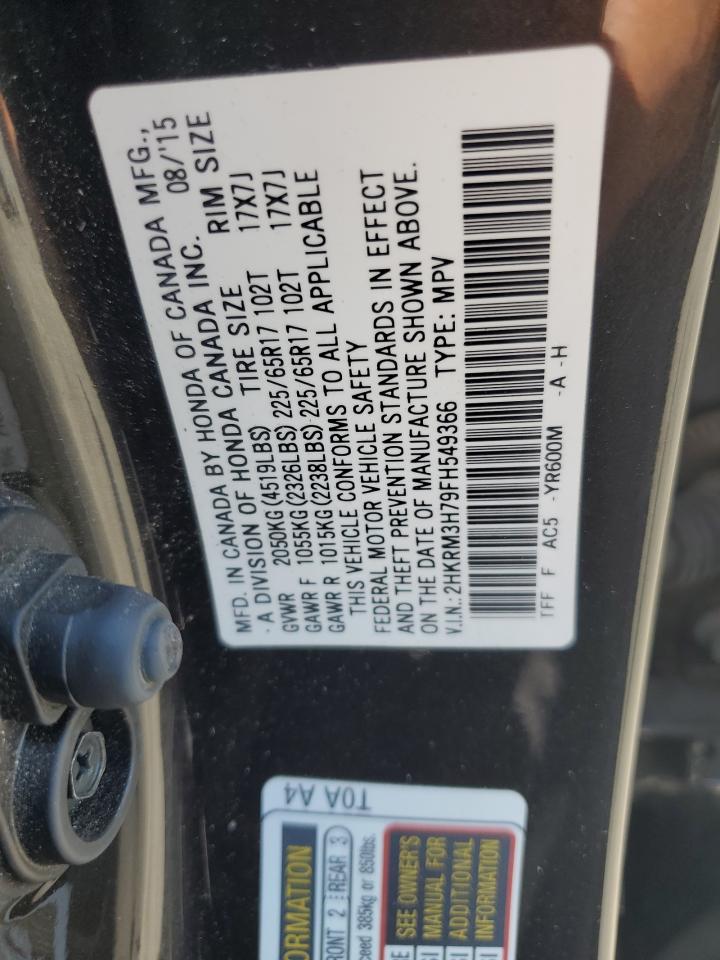 MFD. IN CANADA BY HONDA OF CANADA MFG.,
A DIVISION OF HONDA CANADA INC. 08/'15
TIRE SIZE RIM SIZE
GVWR 2050KG(4519LBS)
GAWR F 1055KG(2326LBS) 225/65R17 102T 17X7J
GAWR R 1015KG(2238LBS) 225/65R17 102T 17X7J
THIS VEHICLE CONFORMS TO ALL APPLICABLE
FEDERAL MOTOR VEHICLE SAFETY
AND THEFT PREVENTION STANDARDS IN EFFECT
ON THE DATE OF MANUFACTURE SHOWN ABOVE.
V.I.N.: 2HKRM3H79FH549366 TYPE: MPV
TFF F AC5 -YR600M -A -H
T0A A4
ORMATION
RONT 2 REAR 3
ceed 385kg or 850lbs.
SEE OWNER'S
MANUAL FOR
ADDITIONAL
INFORMATION